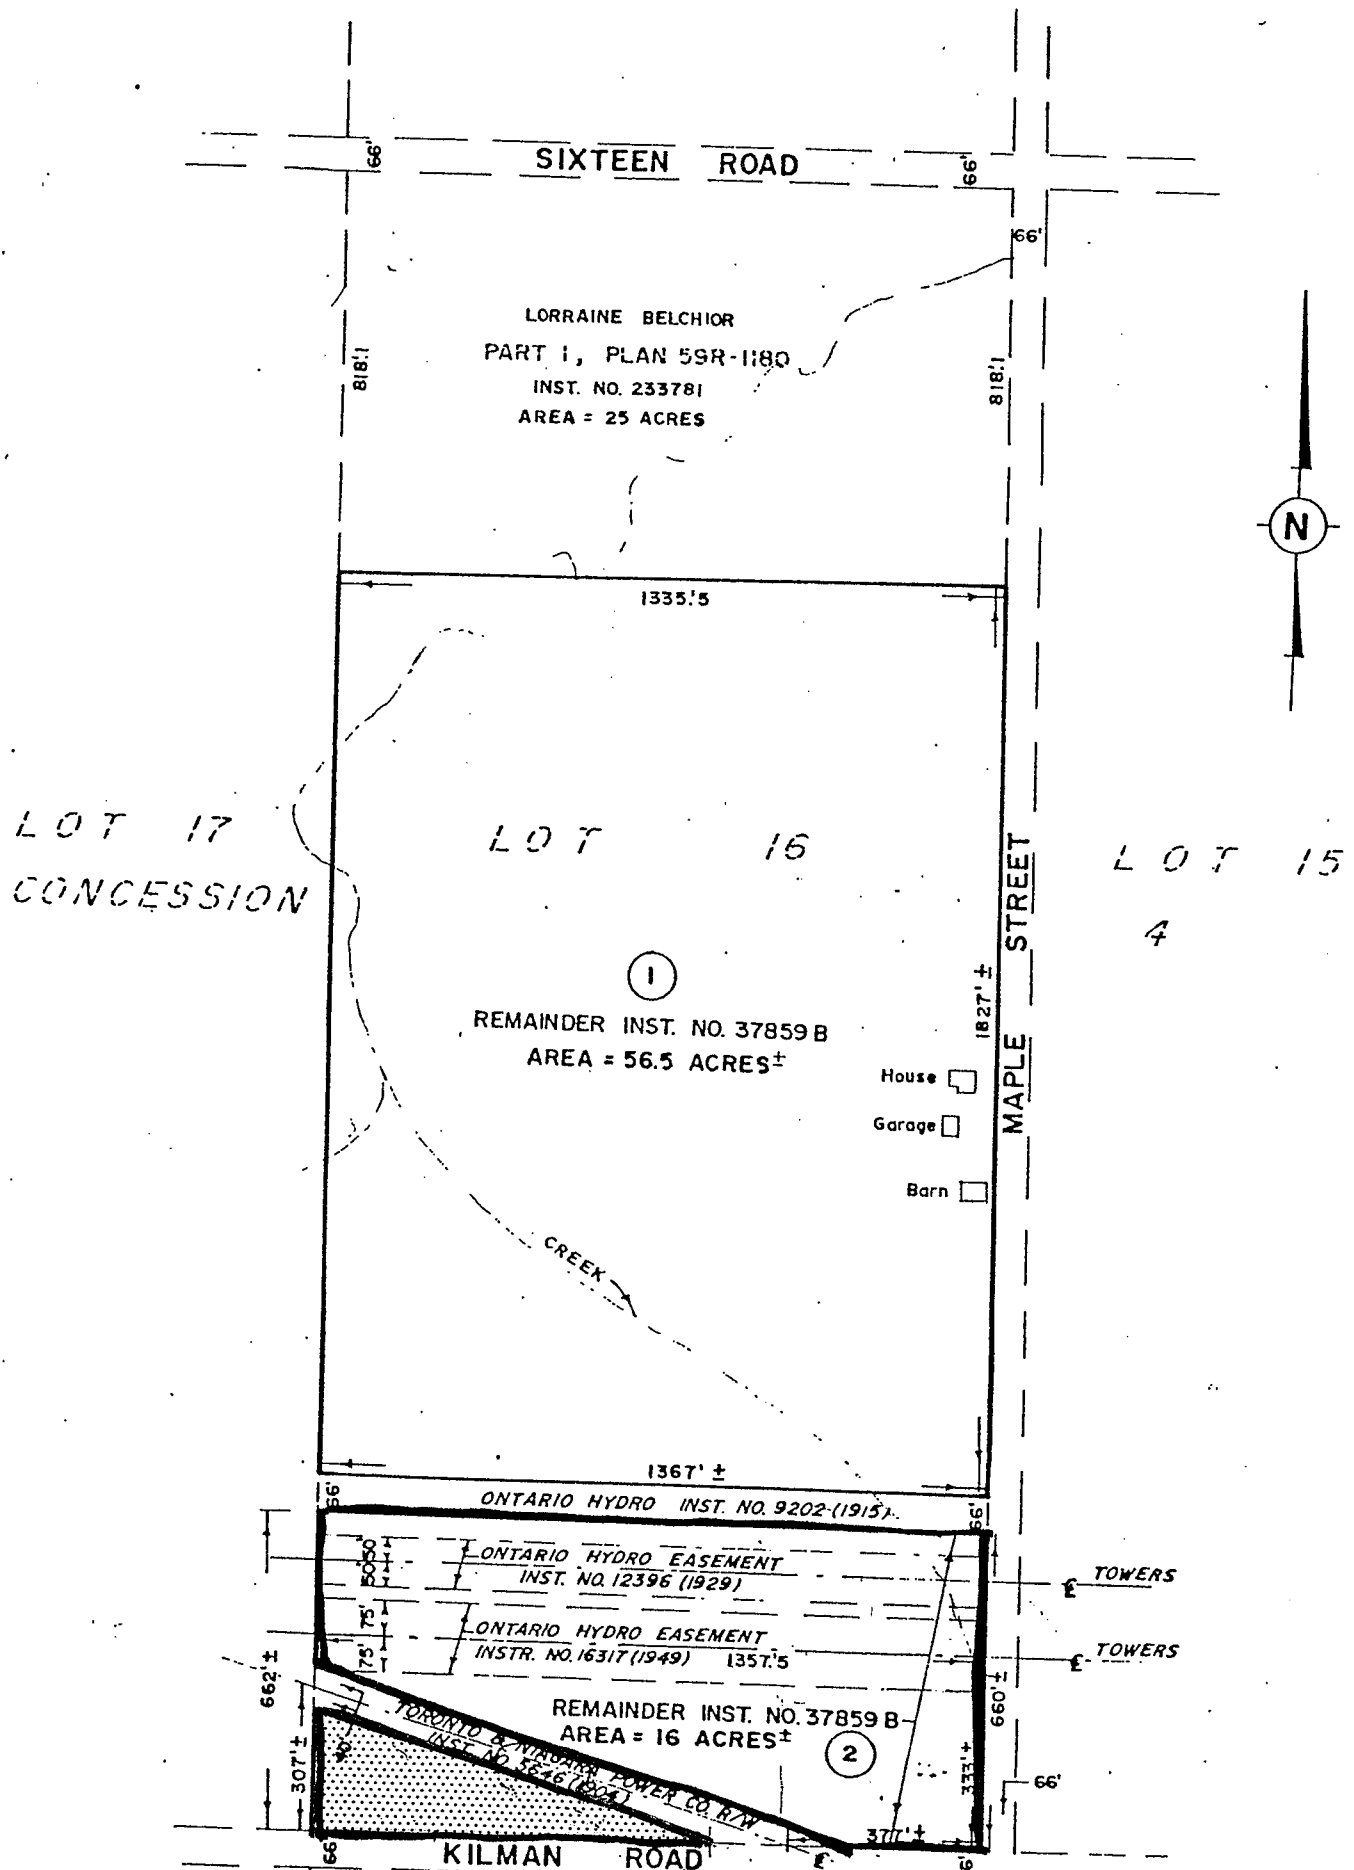 66'
SIXTEEN ROAD
66'
66'
LORRAINE BELCHIOR
PART 1, PLAN 59R-1180
INST. NO. 233781
AREA = 25 ACRES
818.'1
818.'1
N
1335.'5
LOT 17
LOT 16
LOT 15
CONCESSION
4
MAPLE STREET
1
REMAINDER INST. NO. 37859 B
AREA = 56.5 ACRES±
1827' ±
House
Garage
Barn
CREEK
1367' ±
66'
ONTARIO HYDRO INST. NO. 9202 (1915)
66'
50'
50'
ONTARIO HYDRO EASEMENT
INST. NO. 12396 (1929)
℄ TOWERS
75'
75'
ONTARIO HYDRO EASEMENT
INSTR. NO. 16317 (1949) 1357.'5
℄ TOWERS
662' ±
660' ±
REMAINDER INST. NO. 37859 B
AREA = 16 ACRES±
2
TORONTO & NIAGARA POWER CO. R/W
INST. NO. 5646
307' ±
333' ±
66'
377' ±
66'
KILMAN ROAD
℄